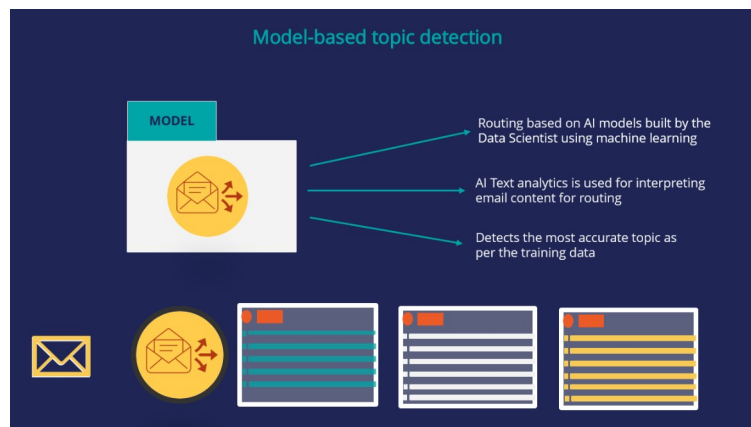 Model-based topic detection
MODEL
Routing based on AI models built by the
Data Scientist using machine learning
AI Text analytics is used for interpreting
email content for routing
Detects the most accurate topic as
per the training data